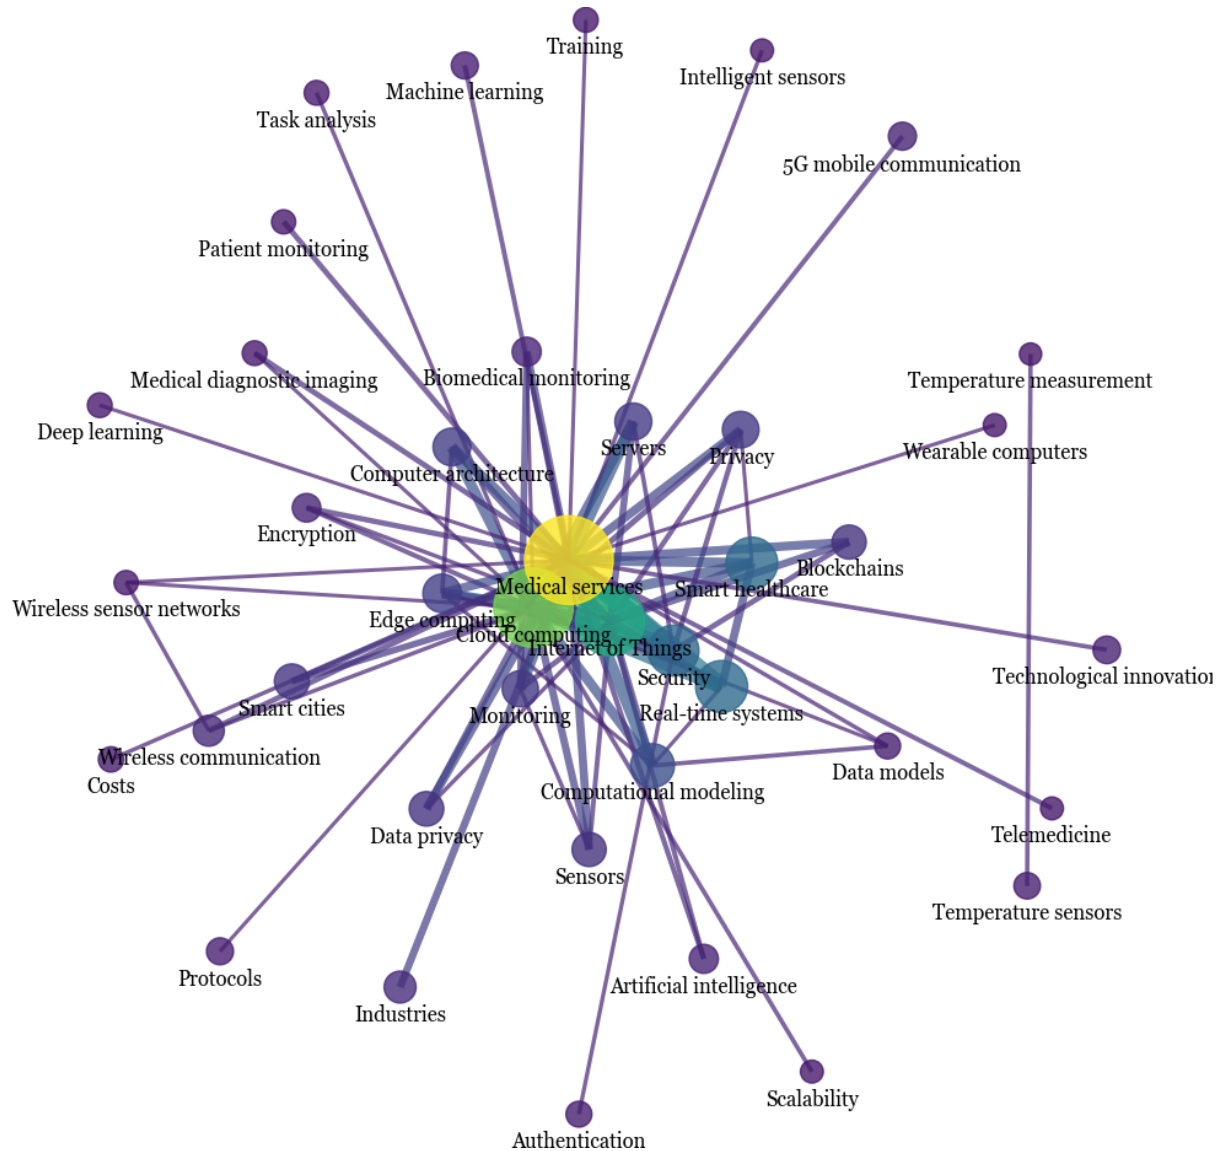 Training
Intelligent sensors
Machine learning
Task analysis
5G mobile communication
Patient monitoring
Medical diagnostic imaging
Biomedical monitoring
Temperature measurement
Deep learning
Servers
Privacy
Wearable computers
Computer architecture
Encryption
Blockchains
Medical services
Smart healthcare
Wireless sensor networks
Edge computing
Cloud computing
Internet of Things
Security
Technological innovation
Smart cities
Monitoring
Real-time systems
Wireless communication
Costs
Computational modeling
Data models
Data privacy
Telemedicine
Sensors
Temperature sensors
Protocols
Artificial intelligence
Industries
Scalability
Authentication